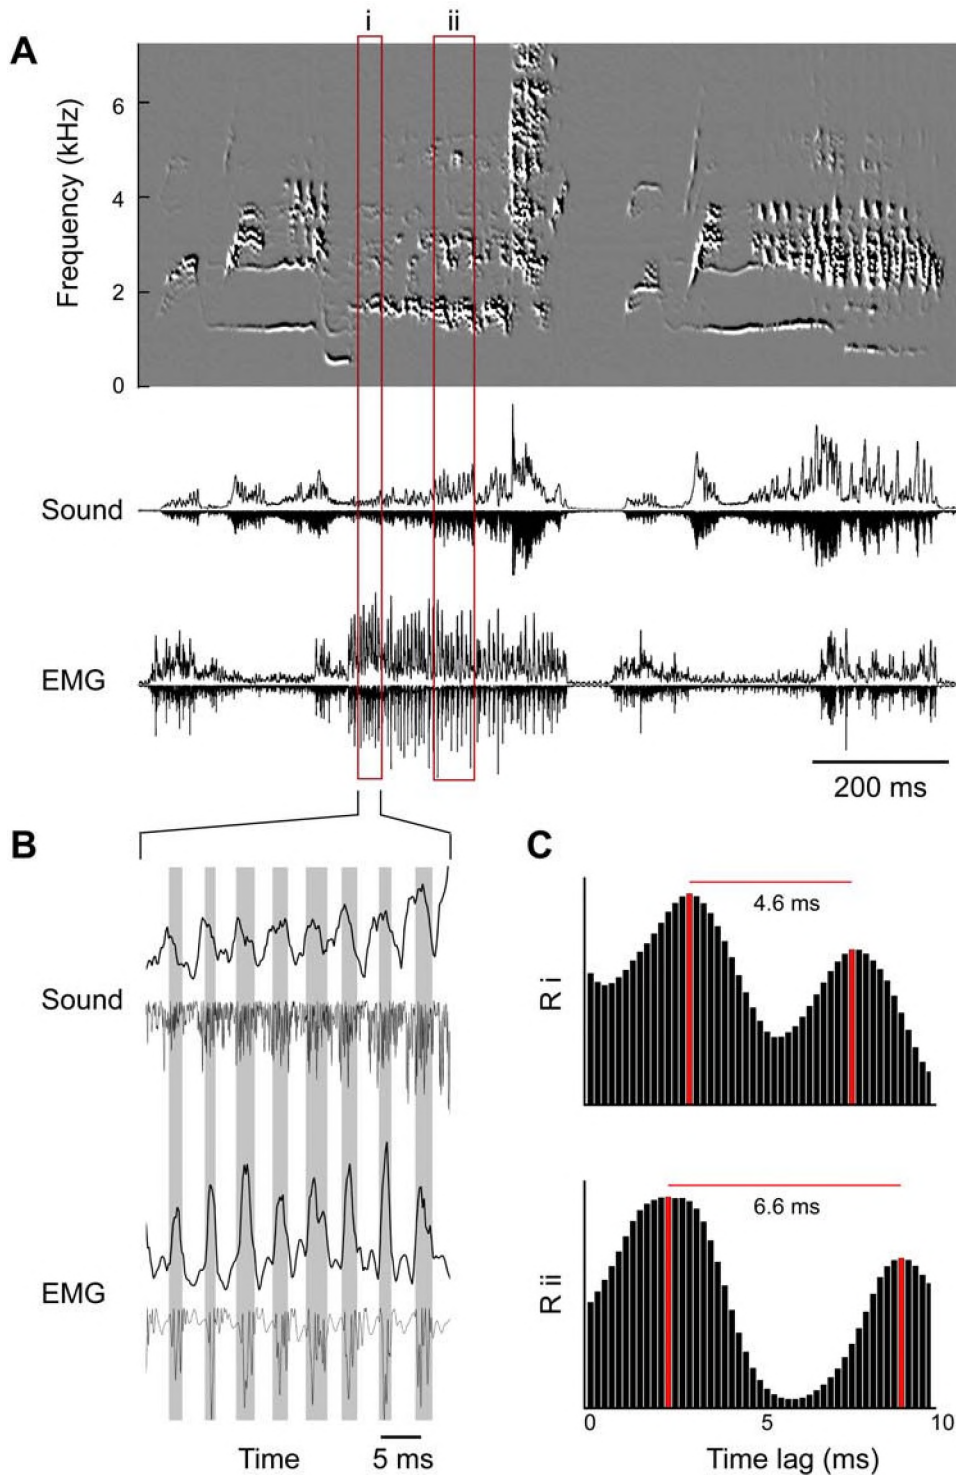 i
ii
A
Frequency (kHz)
6
4
2
0
Sound
EMG
200 ms
B
Sound
EMG
Time
5 ms
C
4.6 ms
R i
6.6 ms
R ii
0
5
10
Time lag (ms)